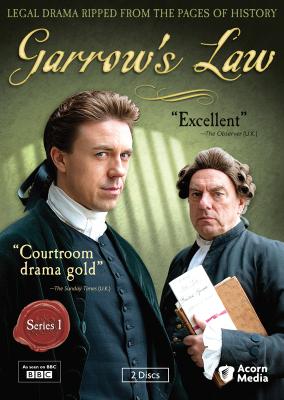 LEGAL DRAMA RIPPED FROM THE PAGES OF HISTORY
Garrow's Law
“Excellent”
—The Observer (U.K.)
“Courtroom
drama gold”
—The Sunday Times (U.K.)
Series 1
As seen on BBC
BBC
2 Discs
Acorn
Media